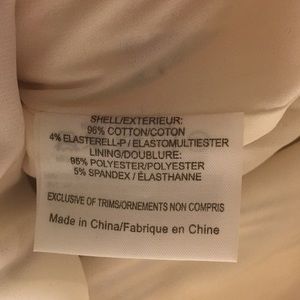 SHELL/EXTERIEUR:
96% COTTON/COTON
4% ELASTERELL-P / ELASTOMULTIESTER
LINING/DOUBLURE:
95% POLYESTER/POLYESTER
5% SPANDEX / ÉLASTHANNE
EXCLUSIVE OF TRIMS/ORNEMENTS NON COMPRIS
Made in China/Fabrique en Chine